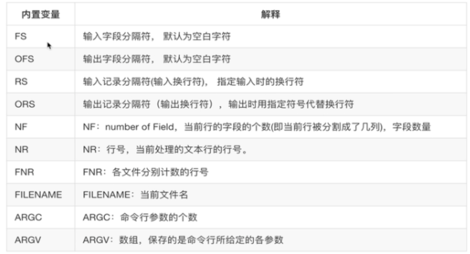 内置变量 解释
FS 输入字段分隔符， 默认为空白字符
OFS 输出字段分隔符， 默认为空白字符
RS 输入记录分隔符(输入换行符)， 指定输入时的换行符
ORS 输出记录分隔符（输出换行符），输出时用指定符号代替换行符
NF NF：number of Field，当前行的字段的个数(即当前行被分割成了几列)，字段数量
NR NR：行号，当前处理的文本行的行号。
FNR FNR：各文件分别计数的行号
FILENAME FILENAME：当前文件名
ARGC ARGC：命令行参数的个数
ARGV ARGV：数组，保存的是命令行所给定的各参数